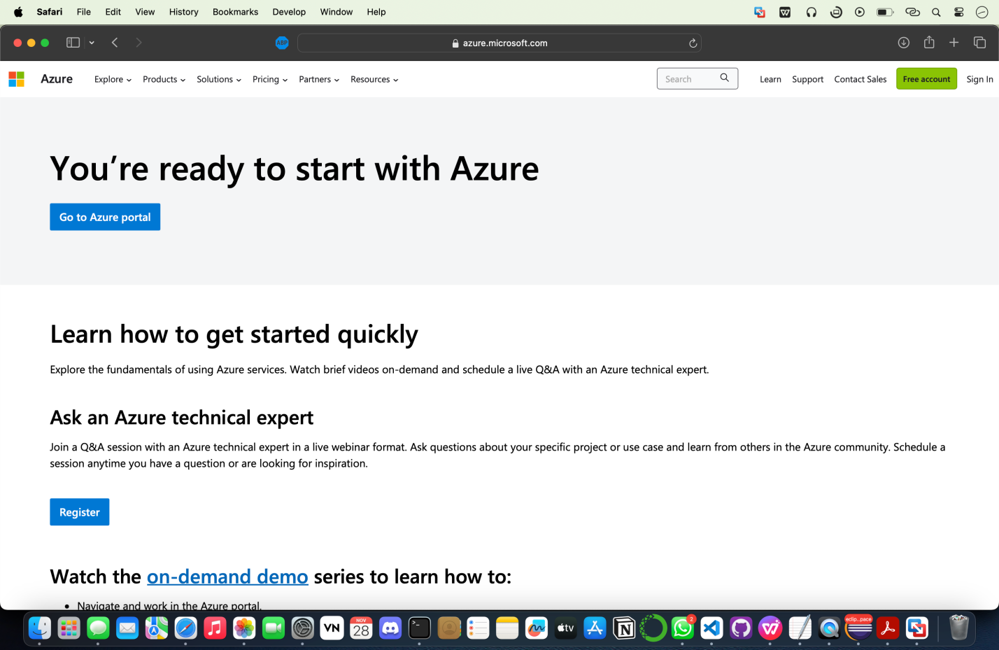 Safari File Edit View History Bookmarks Develop Window Help
ABP azure.microsoft.com
Azure Explore Products Solutions Pricing Partners Resources Search Learn Support Contact Sales Free account Sign In
You’re ready to start with Azure
Go to Azure portal
Learn how to get started quickly
Explore the fundamentals of using Azure services. Watch brief videos on-demand and schedule a live Q&A with an Azure technical expert.
Ask an Azure technical expert
Join a Q&A session with an Azure technical expert in a live webinar format. Ask questions about your specific project or use case and learn from others in the Azure community. Schedule a
session anytime you have a question or are looking for inspiration.
Register
Watch the on-demand demo series to learn how to:
Navigate and work in the Azure portal.
VN NOV 28 tv 2 eclip...pace